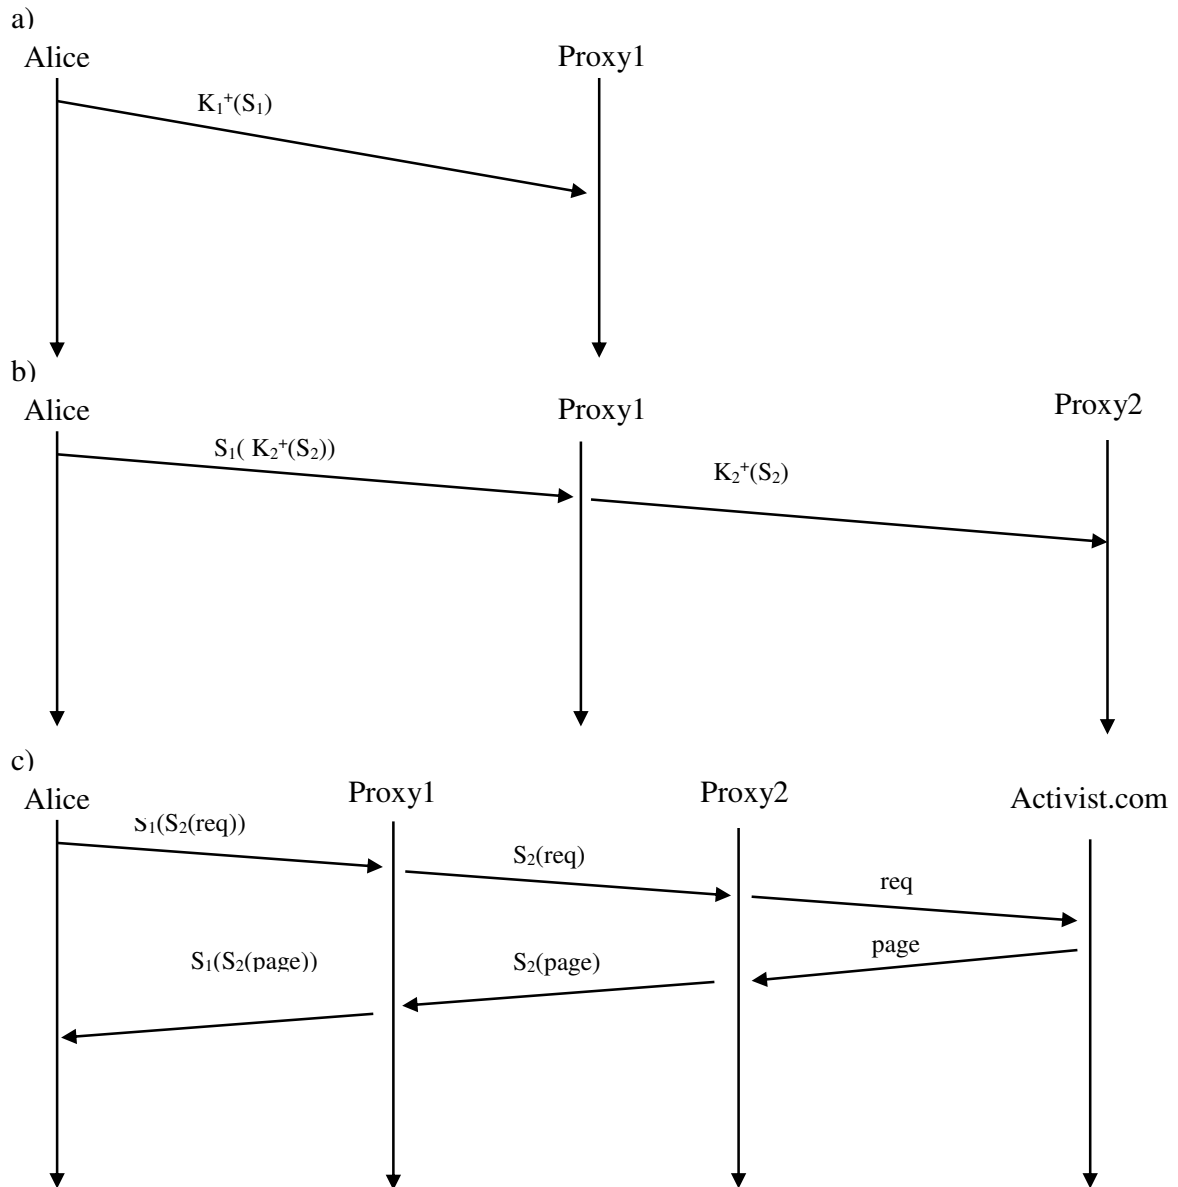 a)
Alice Proxy1
K₁⁺(S₁)
b)
Alice Proxy1 Proxy2
S₁( K₂⁺(S₂))
K₂⁺(S₂)
c)
Alice Proxy1 Proxy2 Activist.com
S₁(S₂(req))
S₂(req)
req
page
S₁(S₂(page))
S₂(page)